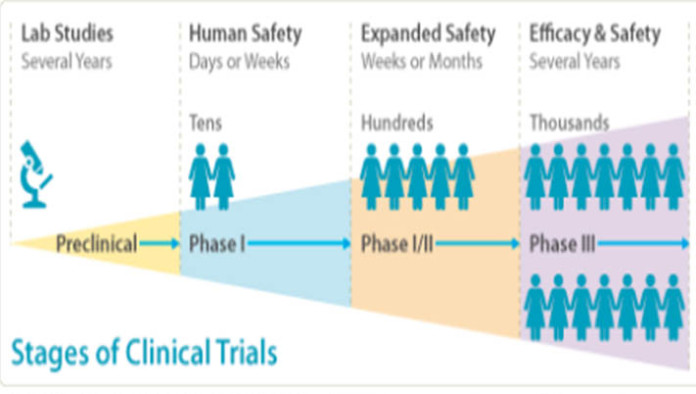 Lab Studies
Several Years
Human Safety
Days or Weeks
Expanded Safety
Weeks or Months
Efficacy & Safety
Several Years
Tens
Hundreds
Thousands
Preclinical
Phase I
Phase I/II
Phase III
Stages of Clinical Trials